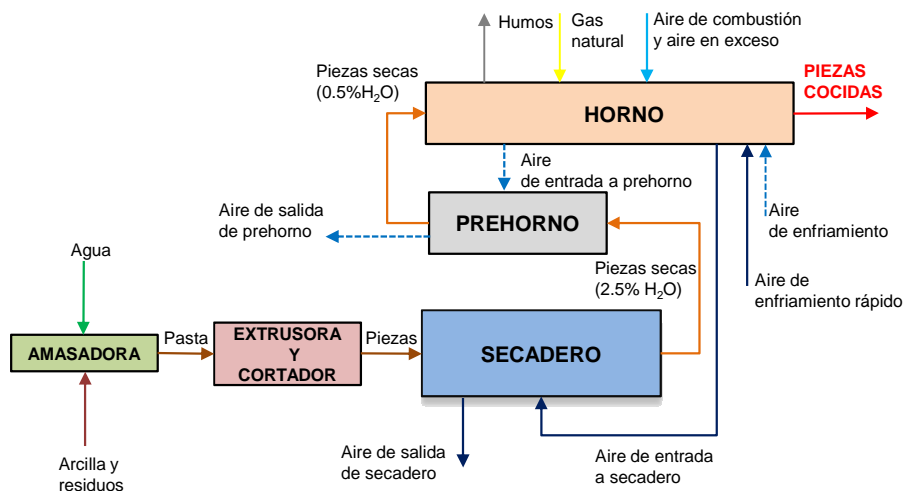 Humos
Gas
natural
Aire de combustión
y aire en exceso
Piezas secas
(0.5%H₂O)
PIEZAS
COCIDAS
HORNO
Aire
de entrada a prehorno
Aire de salida
de prehorno
PREHORNO
Aire
de enfriamiento
Agua
Piezas secas
(2.5% H₂O)
Aire de
enfriamiento rápido
AMASADORA
Pasta
EXTRUSORA
Y
CORTADOR
Piezas
SECADERO
Arcilla y
residuos
Aire de salida
de secadero
Aire de entrada
a secadero